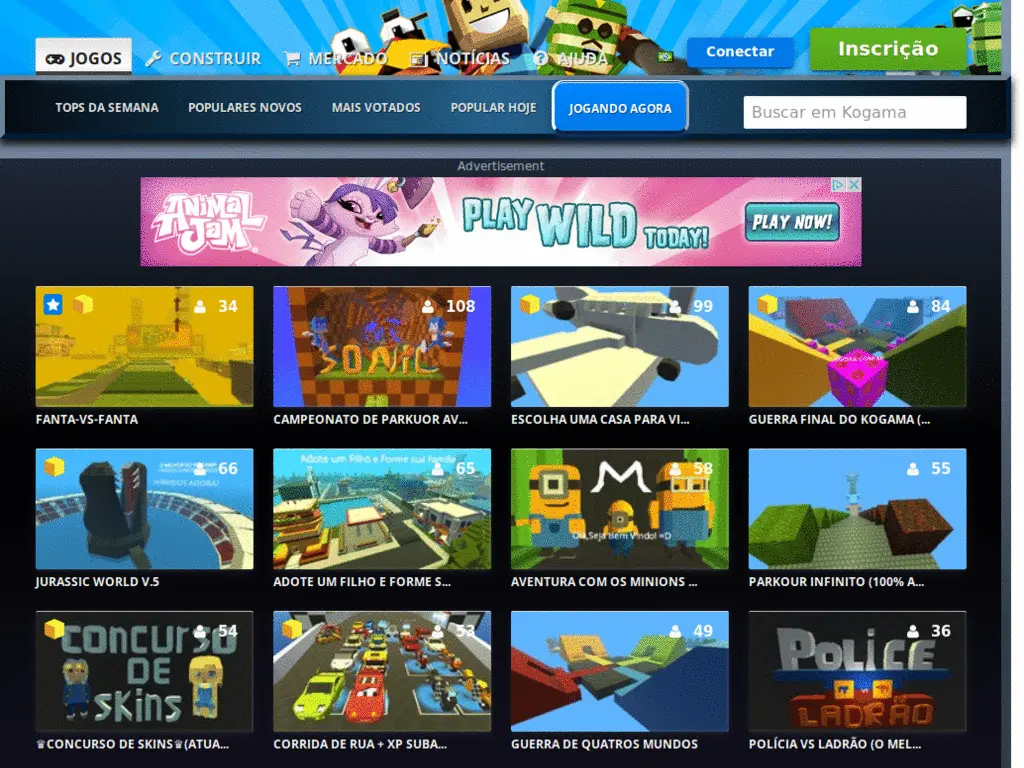 JOGOS CONSTRUIR MERCADO NOTÍCIAS AJUDA Conectar Inscrição
TOPS DA SEMANA POPULARES NOVOS MAIS VOTADOS POPULAR HOJE JOGANDO AGORA Buscar em Kogama
Advertisement
ANIMAL JAM PLAY WILD TODAY! PLAY NOW!
34 108 99 84
SONIC
FANTA-VS-FANTA CAMPEONATO DE PARKUOR AV... ESCOLHA UMA CASA PARA VI... GUERRA FINAL DO KOGAMA (...
Adote um Filho e Forme sua Familia
66 65 58 55
HÍBRIDOS AGORA!
Olá,Seja Bem Vindo! =D
JURASSIC WORLD V.5 ADOTE UM FILHO E FORME S... AVENTURA COM OS MINIONS ... PARKOUR INFINITO (100% A...
54 53 49 36
CONCURSO DE SKINS
POLICE LADRÃO
♛CONCURSO DE SKINS♛(ATUA... CORRIDA DE RUA + XP SUBA... GUERRA DE QUATROS MUNDOS POLÍCIA VS LADRÃO (O MEL...